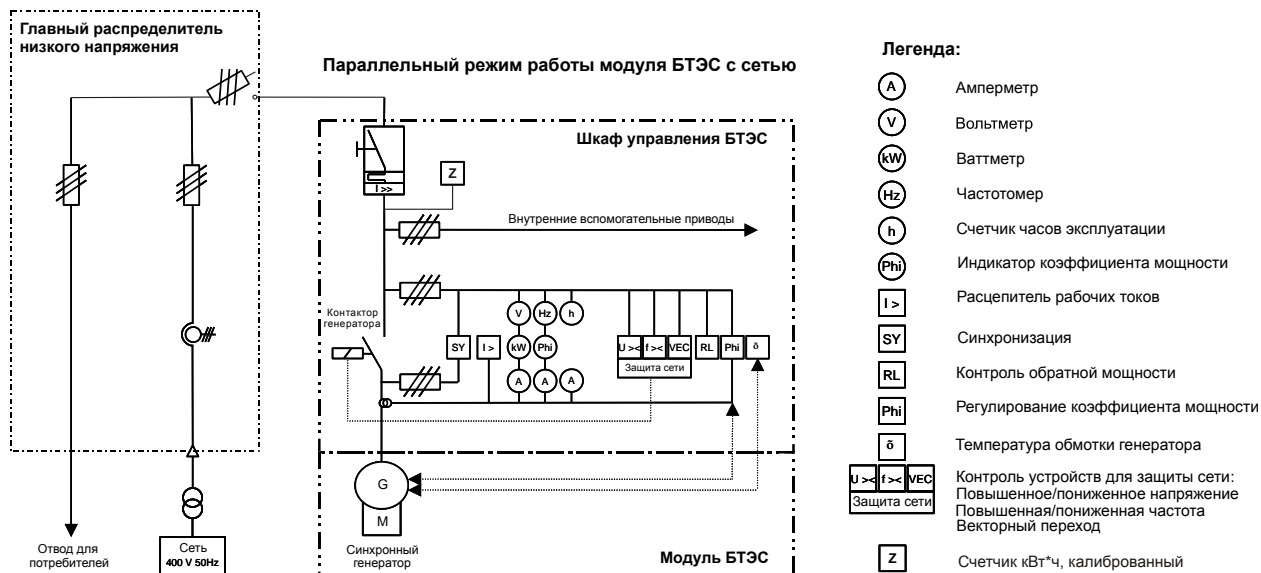 Главный распределитель
низкого напряжения
Параллельный режим работы модуля БТЭС с сетью
Шкаф управления БТЭС
I >>
Z
Внутренние вспомогательные приводы
Контактор
генератора
V
Hz
h
SY
I >
kW
Phi
U ><
f ><
VEC
RL
Phi
õ
Защита сети
A
A
A
G
M
Отвод для
потребителей
Сеть
400 V 50Hz
Синхронный
генератор
Модуль БТЭС
Легенда:
A Амперметр
V Вольтметр
kW Ваттметр
Hz Частотомер
h Счетчик часов эксплуатации
Phi Индикатор коэффициента мощности
I > Расцепитель рабочих токов
SY Синхронизация
RL Контроль обратной мощности
Phi Регулирование коэффициента мощности
õ Температура обмотки генератора
U >< f >< VEC Контроль устройств для защиты сети:
Защита сети Повышенное/пониженное напряжение
Повышенная/пониженная частота
Векторный переход
Z Счетчик кВт*ч, калиброванный